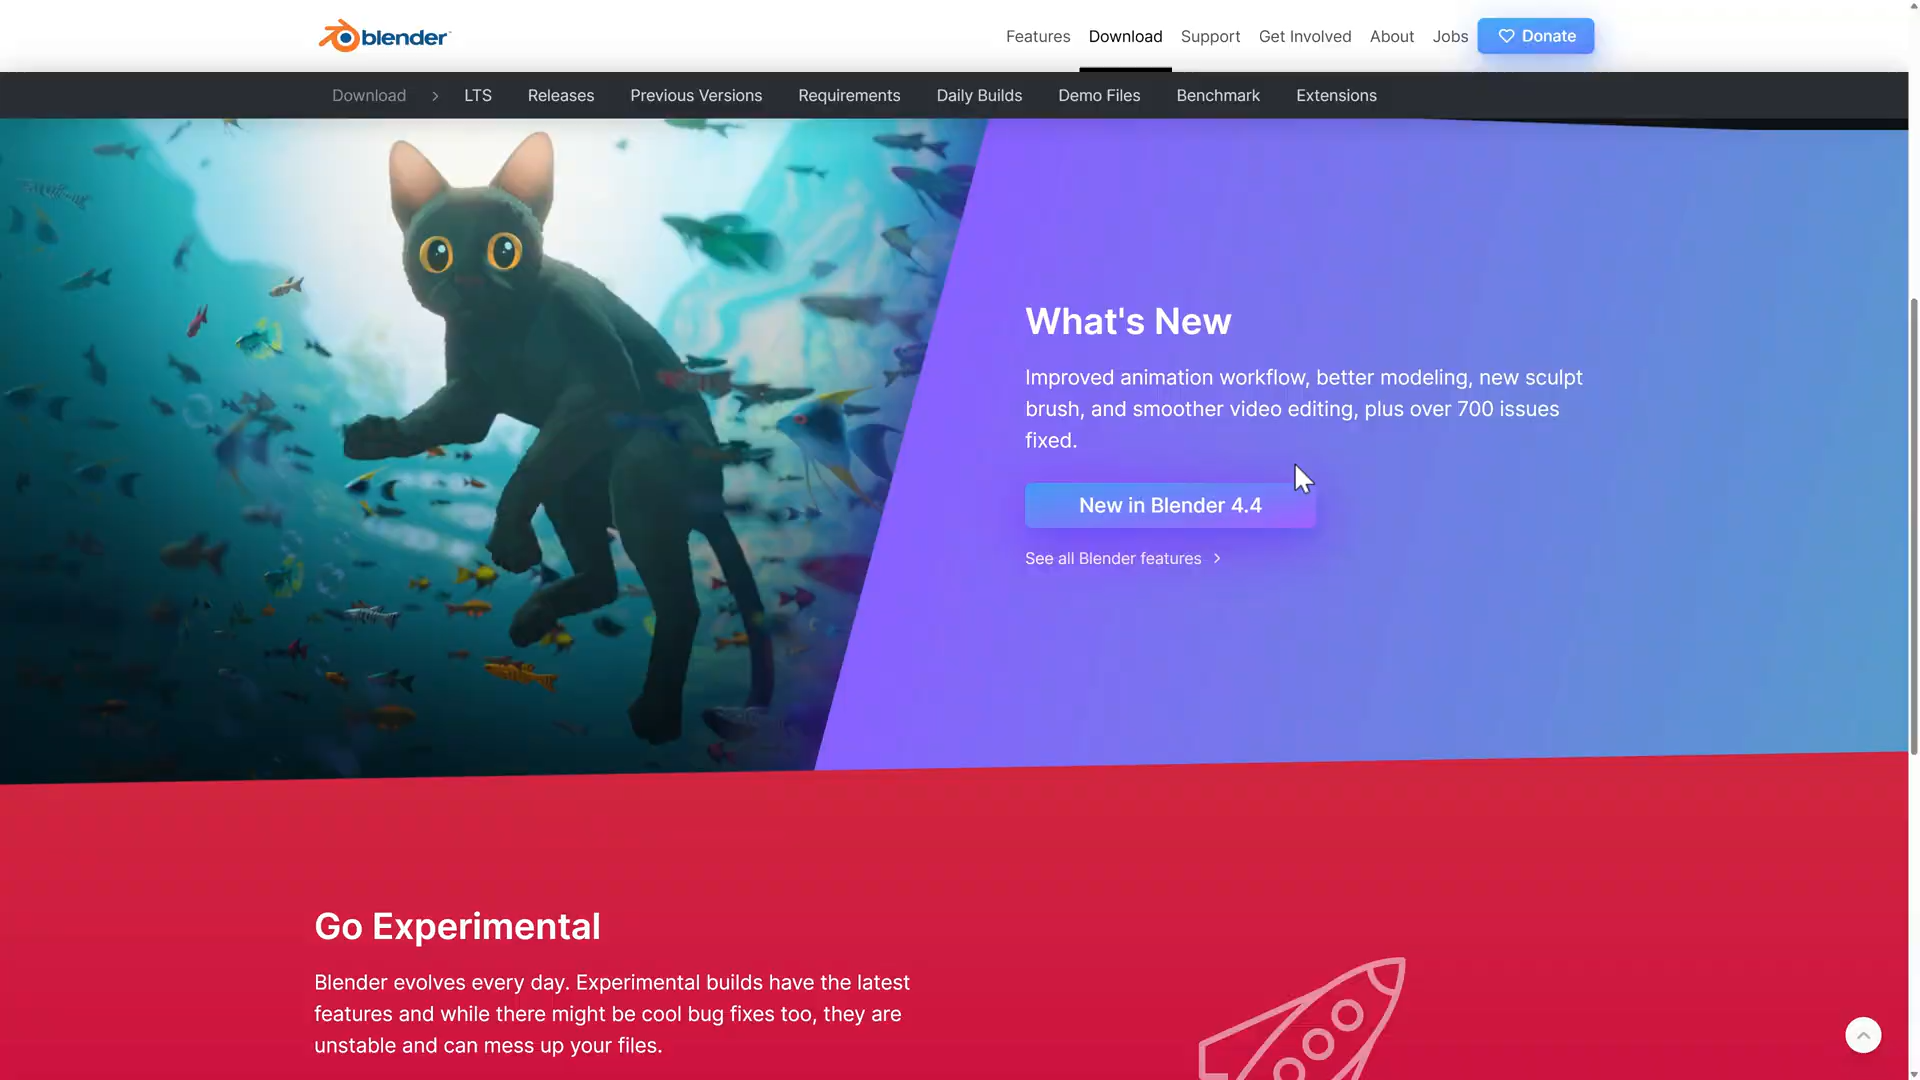 blender
Features Download Support Get Involved About Jobs Donate
Download > LTS Releases Previous Versions Requirements Daily Builds Demo Files Benchmark Extensions
What's New
Improved animation workflow, better modeling, new sculpt
brush, and smoother video editing, plus over 700 issues
fixed.
New in Blender 4.4
See all Blender features >
Go Experimental
Blender evolves every day. Experimental builds have the latest
features and while there might be cool bug fixes too, they are
unstable and can mess up your files.